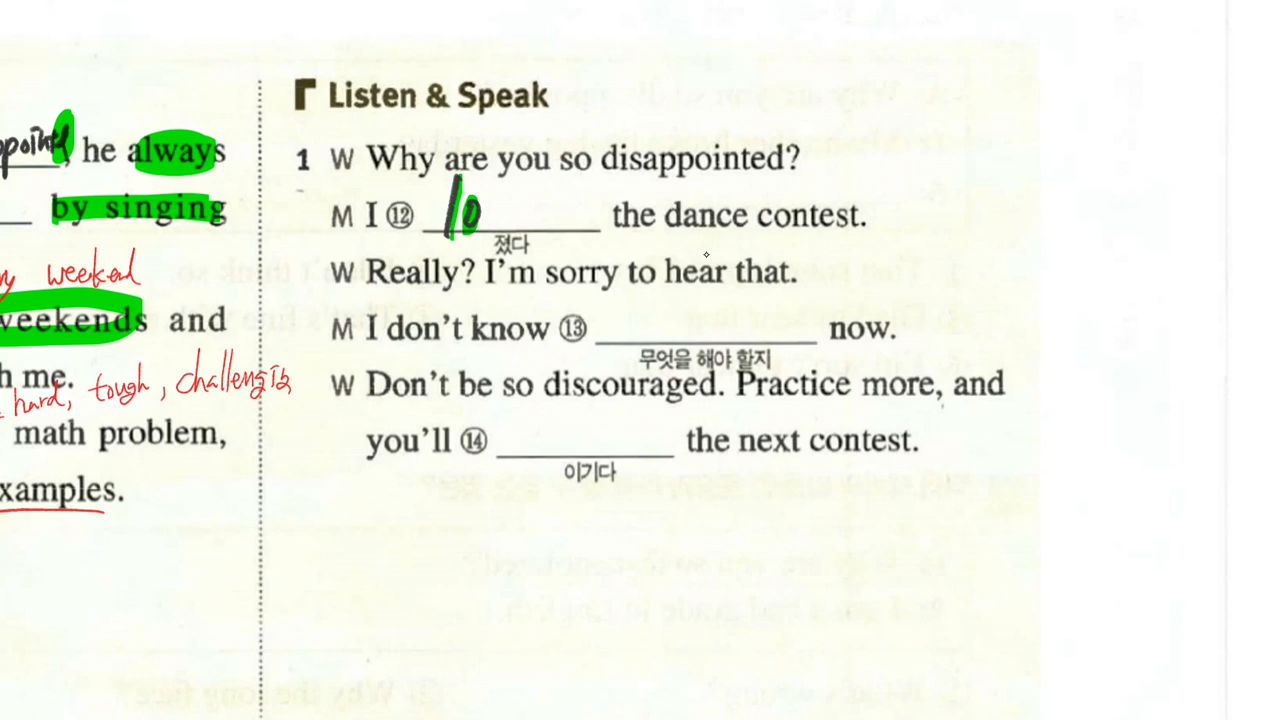 Listen & Speak
1 W Why are you so disappointed?
M I ⑫ lo the dance contest.
졌다
W Really? I'm sorry to hear that.
M I don't know ⑬ now.
무엇을 해야 할지
W Don't be so discouraged. Practice more, and
you'll ⑭ the next contest.
이기다
he always
by singing
weekend
weekends and
h me.
hard, tough, challenging
math problem,
xamples.